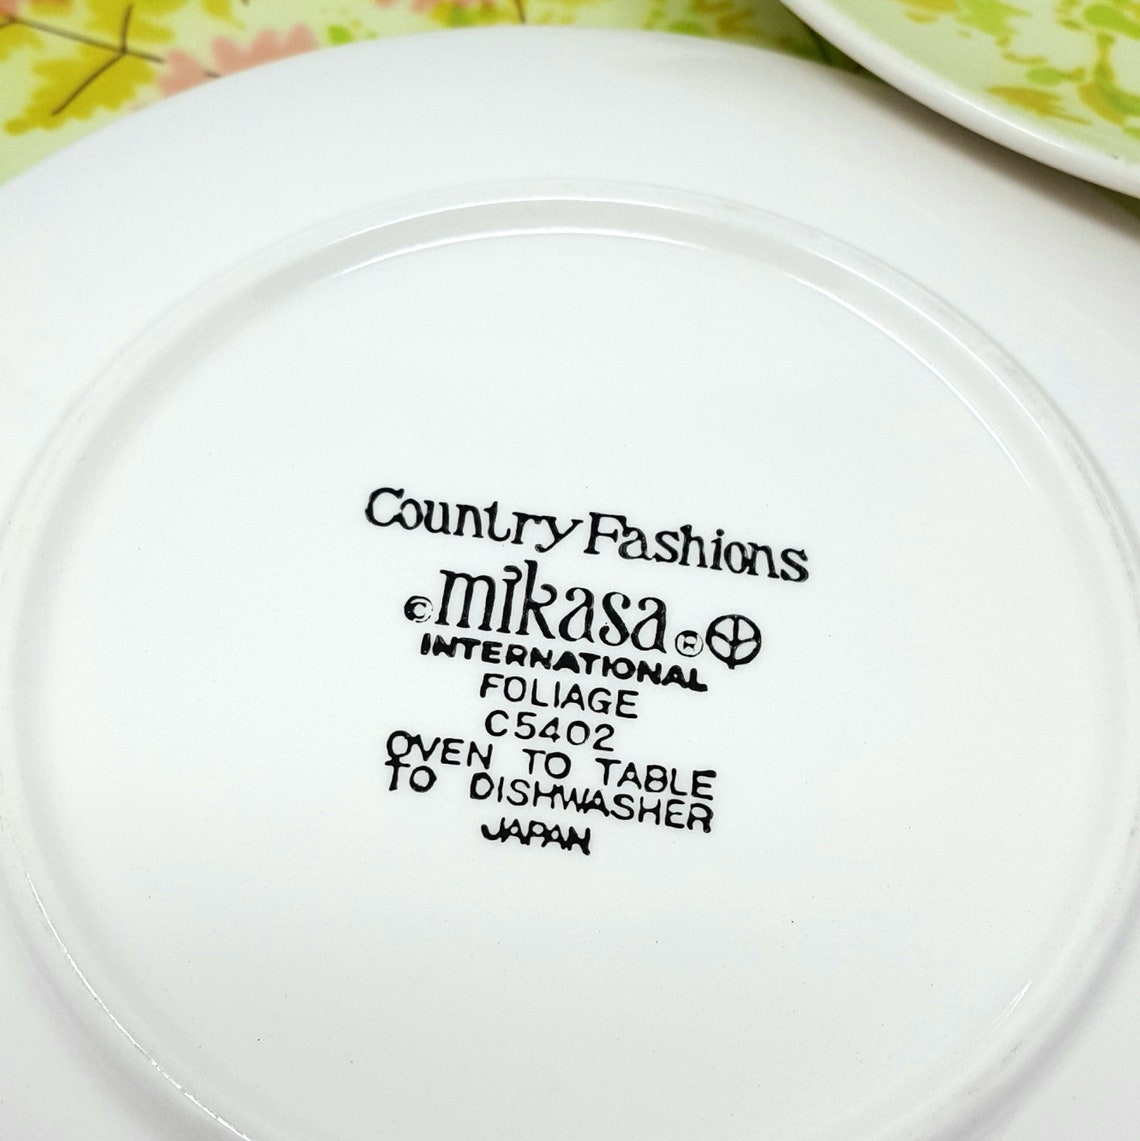 Country Fashions
© mikasa ®
INTERNATIONAL
FOLIAGE
C5402
OVEN TO TABLE
TO DISHWASHER
JAPAN